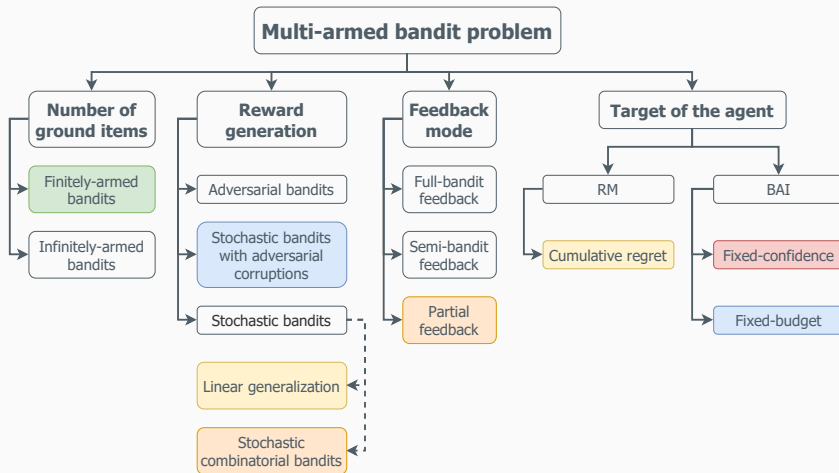 Multi-armed bandit problem
Number of
ground items
Finitely-armed
bandits
Infinitely-armed
bandits
Reward
generation
Adversarial bandits
Stochastic bandits
with adversarial
corruptions
Stochastic bandits
Linear generalization
Stochastic
combinatorial bandits
Feedback
mode
Full-bandit
feedback
Semi-bandit
feedback
Partial
feedback
Target of the agent
RM
Cumulative regret
BAI
Fixed-confidence
Fixed-budget